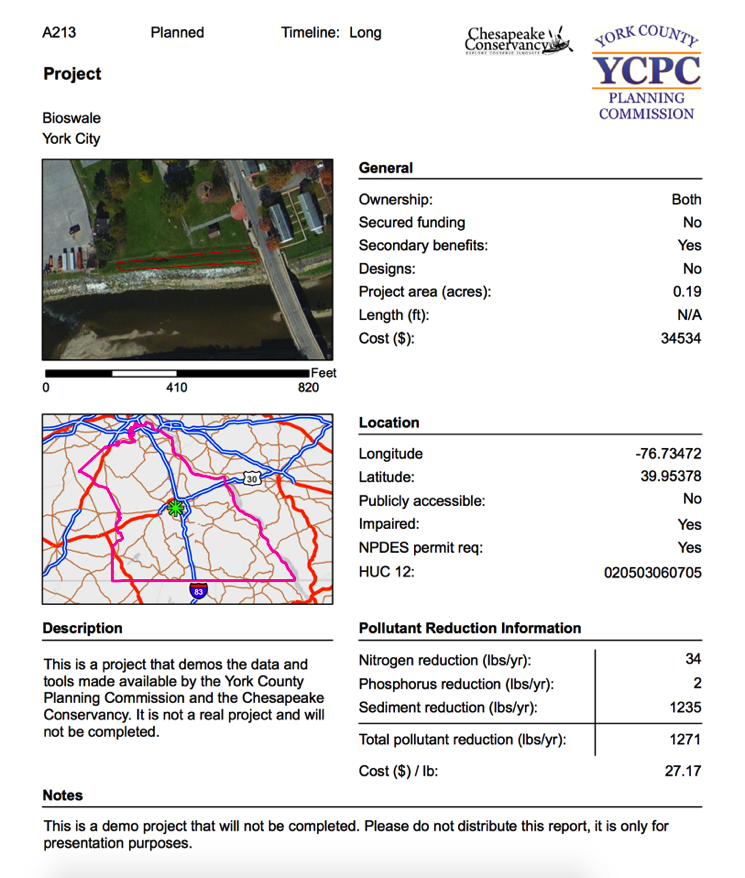 A213 Planned Timeline: Long
Chesapeake
Conservancy
YORK COUNTY
YCPC
PLANNING
COMMISSION
Project
Bioswale
York City
General
Ownership: Both
Secured funding No
Secondary benefits: Yes
Designs: No
Project area (acres): 0.19
Length (ft): N/A
Cost ($): 34534
Feet
0 410 820
30
83
Location
Longitude -76.73472
Latitude: 39.95378
Publicly accessible: No
Impaired: Yes
NPDES permit req: Yes
HUC 12: 020503060705
Description
This is a project that demos the data and
tools made available by the York County
Planning Commission and the Chesapeake
Conservancy. It is not a real project and will
not be completed.
Pollutant Reduction Information
Nitrogen reduction (lbs/yr): 34
Phosphorus reduction (lbs/yr): 2
Sediment reduction (lbs/yr): 1235
Total pollutant reduction (lbs/yr): 1271
Cost ($) / lb: 27.17
Notes
This is a demo project that will not be completed. Please do not distribute this report, it is only for
presentation purposes.